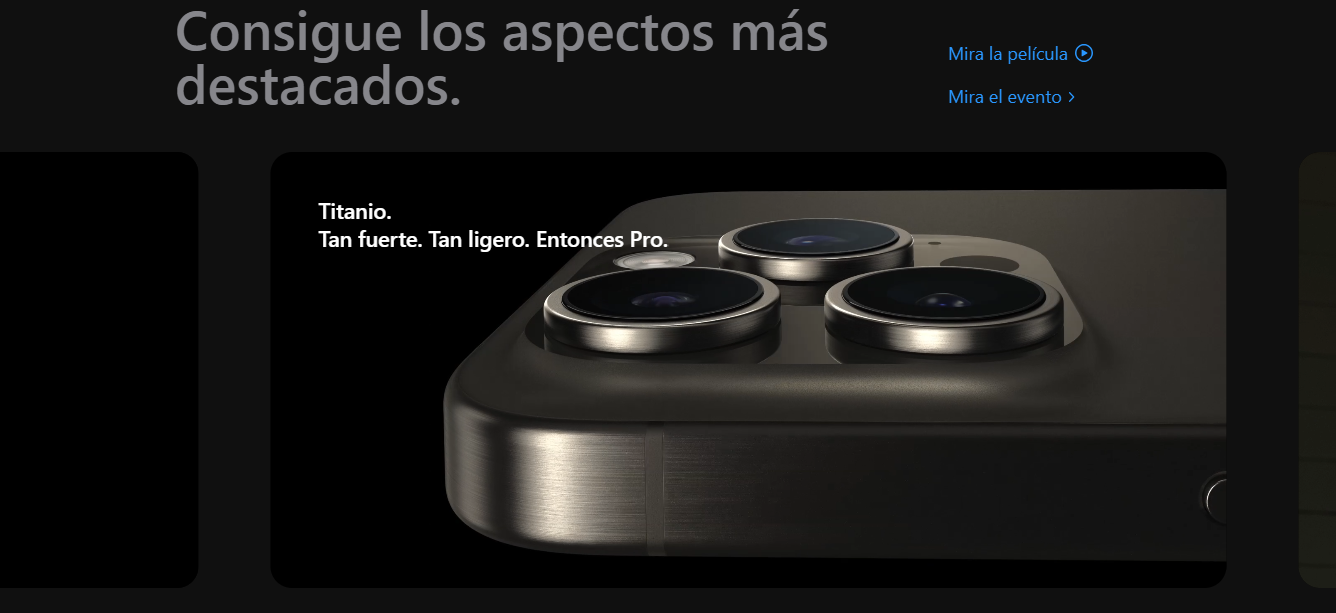 Consigue los aspectos más
destacados.
Mira la película
Mira el evento >
Titanio.
Tan fuerte. Tan ligero. Entonces Pro.